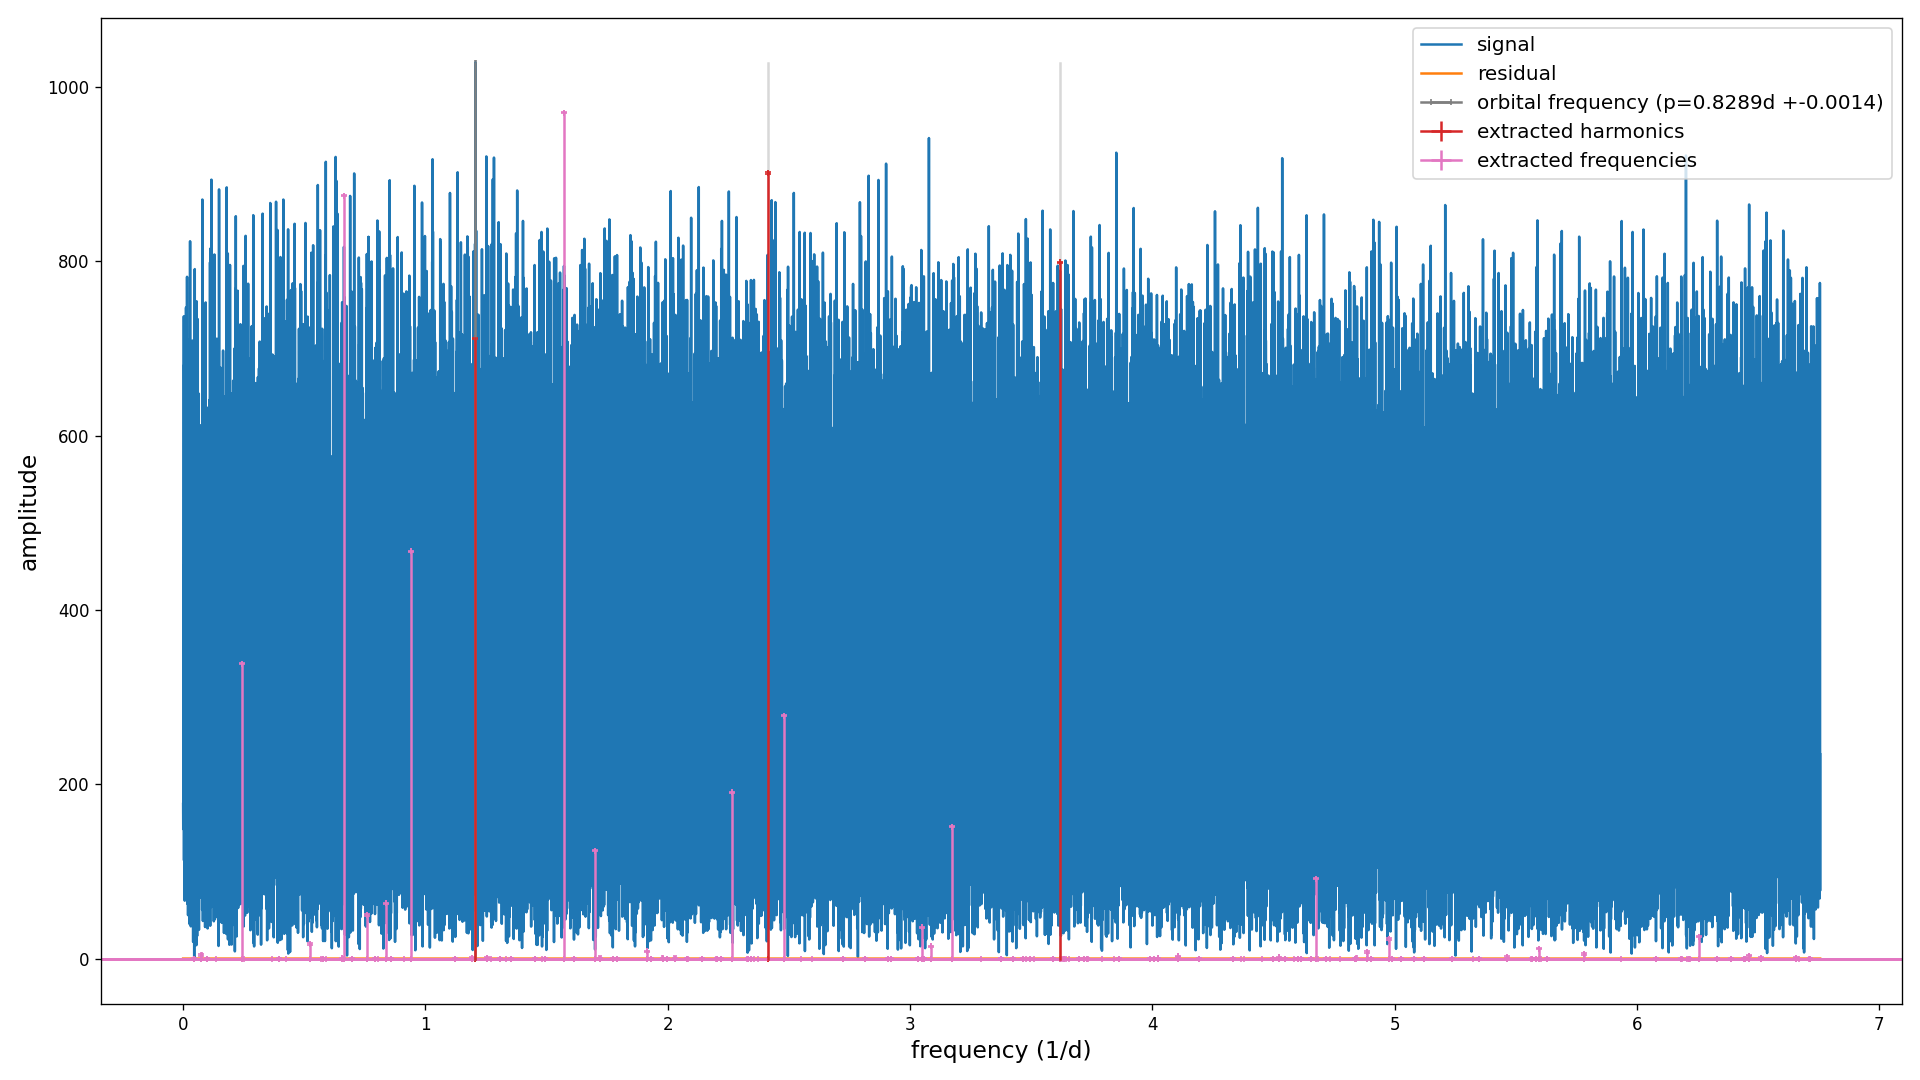 signal
residual
orbital frequency (p=0.8289d +-0.0014)
extracted harmonics
extracted frequencies
amplitude
1000
800
600
400
200
0
0 1 2 3 4 5 6 7
frequency (1/d)